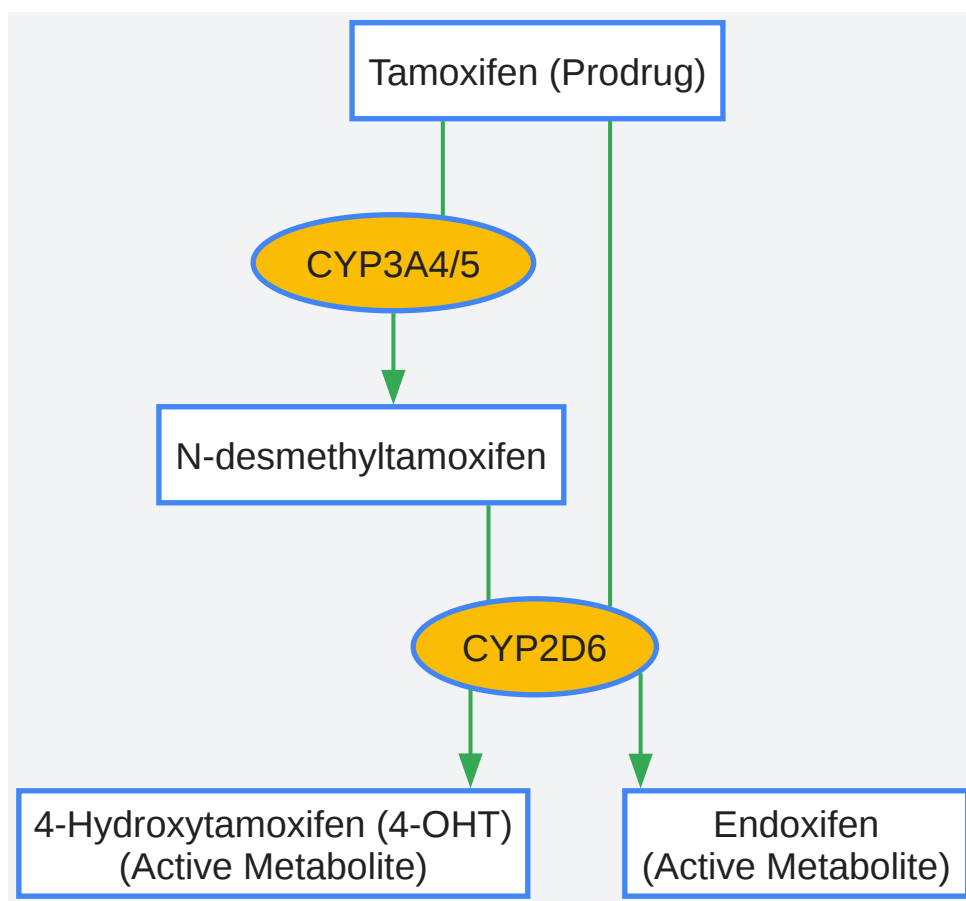 Tamoxifen (Prodrug)
CYP3A4/5
N-desmethyltamoxifen
CYP2D6
4-Hydroxytamoxifen (4-OHT)
(Active Metabolite)
Endoxifen
(Active Metabolite)